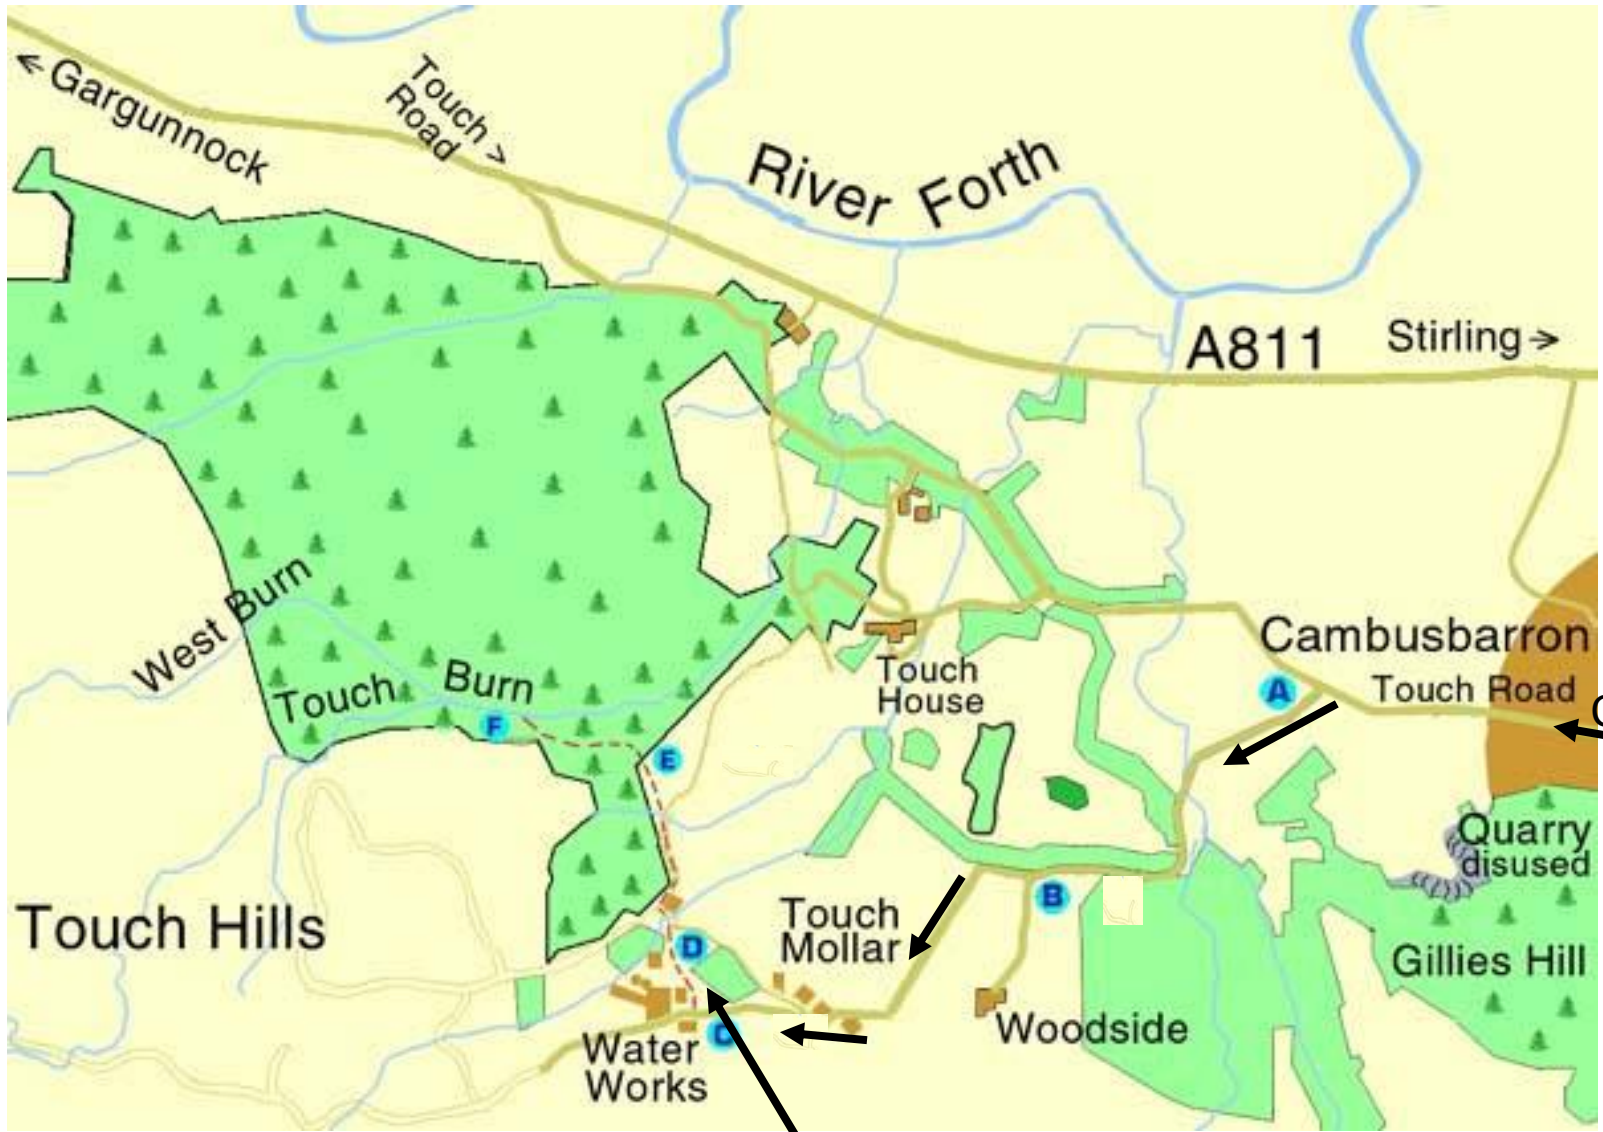 ← Gargunnock
Touch >
Road
River Forth
A811
Stirling →
West Burn
Touch Burn
Touch
House
Cambusbarron
Touch Road
A
F
E
Quarry
disused
B
Touch
Mollar
Touch Hills
D
Gillies Hill
C
Woodside
Water
Works